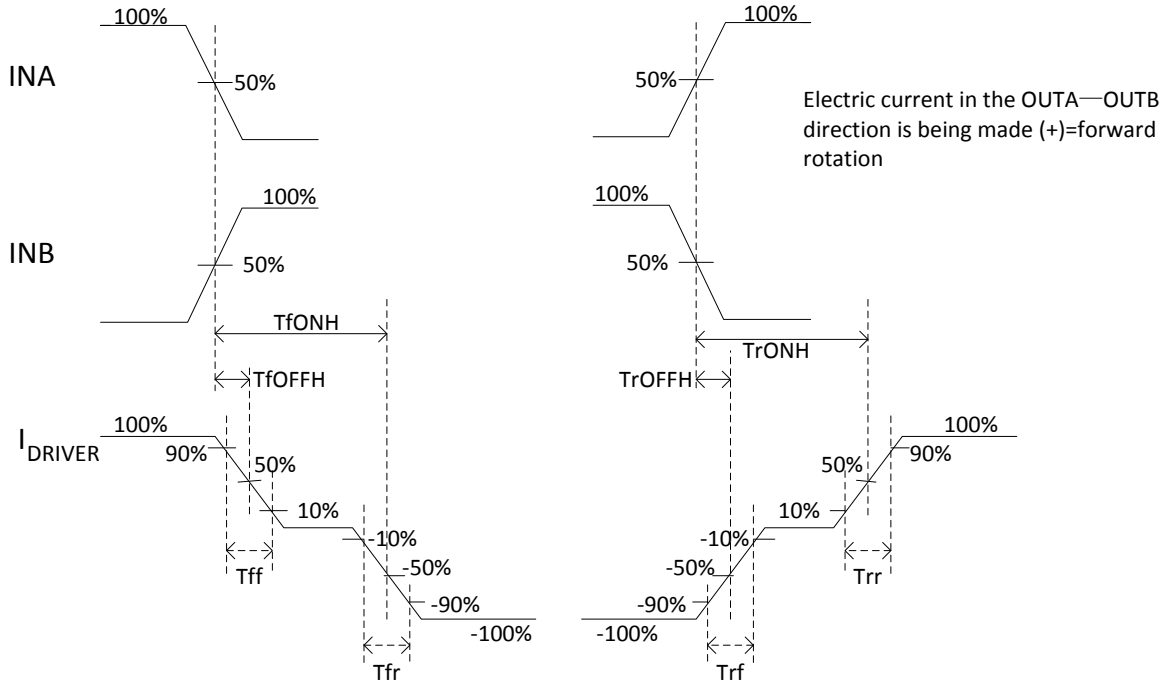 100%
100%
INA
50%
50%
Electric current in the OUTA—OUTB
direction is being made (+)=forward
rotation
100%
100%
INB
50%
50%
TfONH
TrONH
TfOFFH
TrOFFH
I DRIVER
100%
90%
50%
10%
-10%
-50%
-90%
-100%
Tff
Tfr
100%
90%
50%
10%
-10%
-50%
-90%
-100%
Trr
Trf